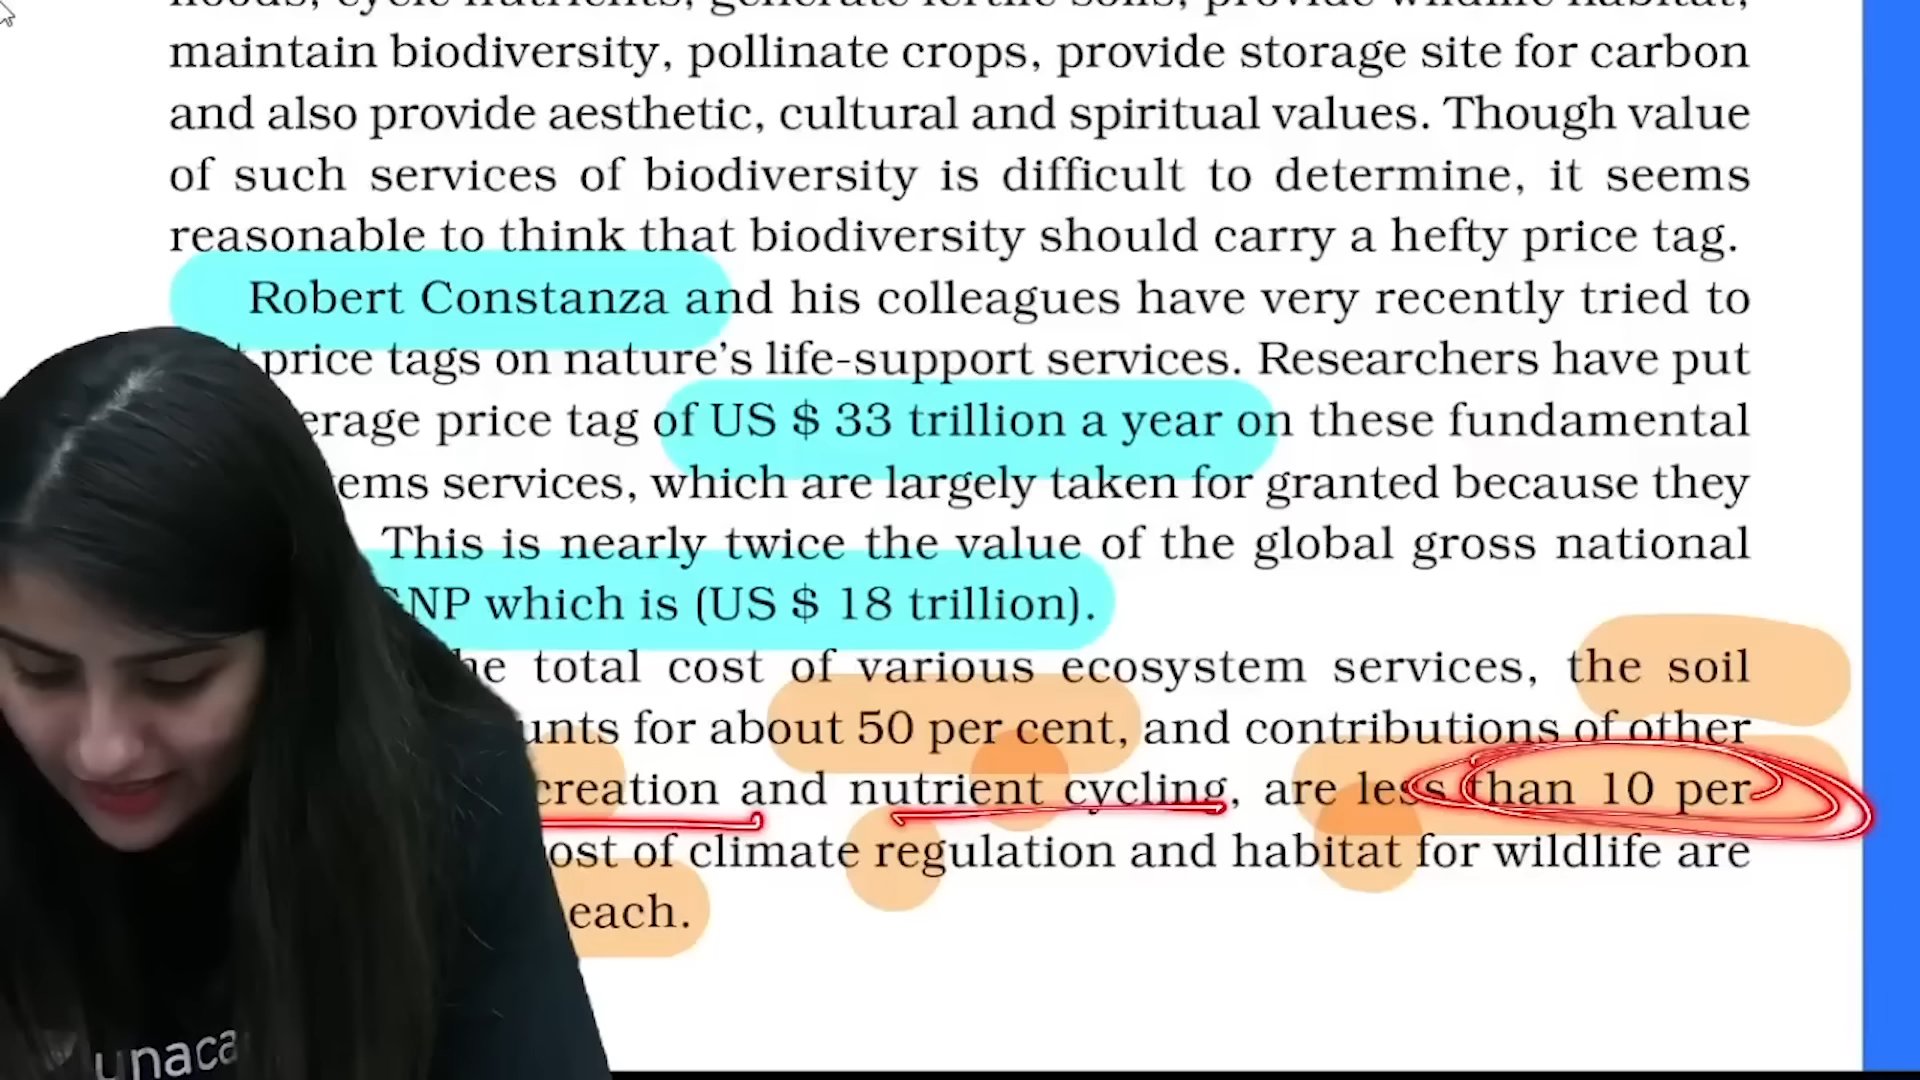 maintain biodiversity, pollinate crops, provide storage site for carbon
and also provide aesthetic, cultural and spiritual values. Though value
of such services of biodiversity is difficult to determine, it seems
reasonable to think that biodiversity should carry a hefty price tag.
Robert Constanza and his colleagues have very recently tried to
price tags on nature’s life-support services. Researchers have put
erage price tag of US $ 33 trillion a year on these fundamental
ems services, which are largely taken for granted because they
This is nearly twice the value of the global gross national
GNP which is (US $ 18 trillion).
he total cost of various ecosystem services, the soil
unts for about 50 per cent, and contributions of other
creation and nutrient cycling, are less than 10 per
ost of climate regulation and habitat for wildlife are
each.
unaca